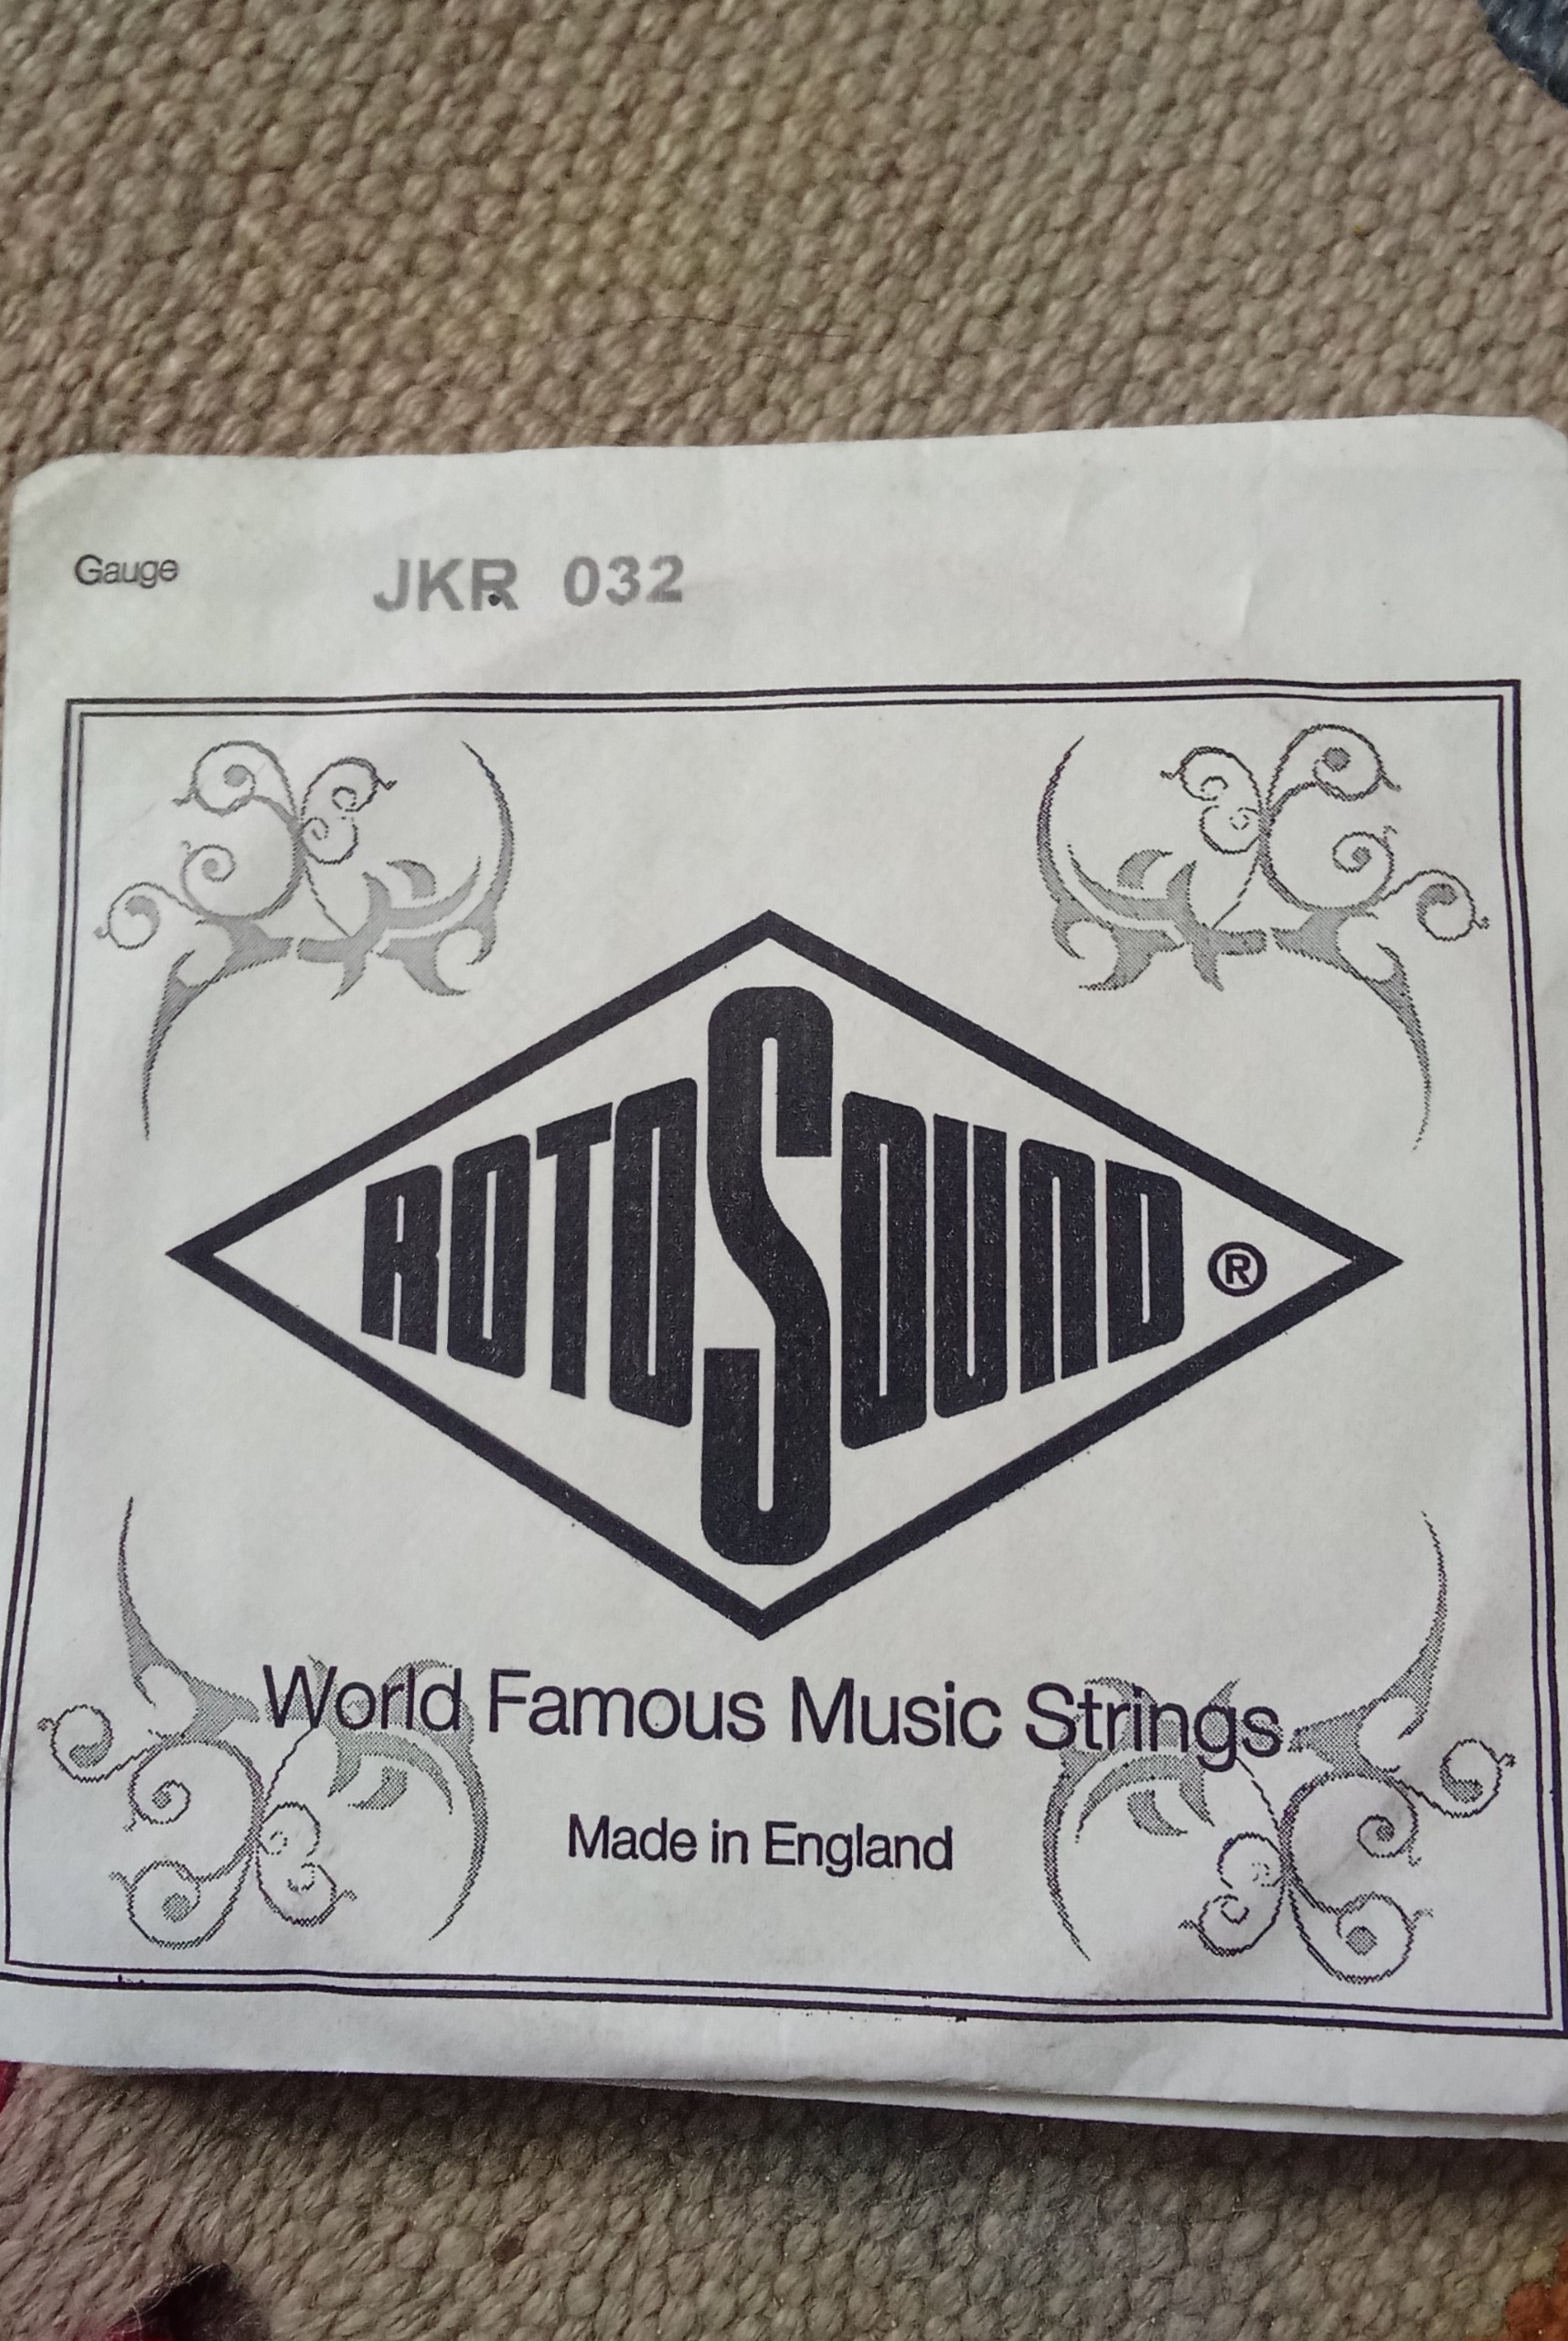 Gauge JKR 032
ROTOSOUND ®
World Famous Music Strings
Made in England